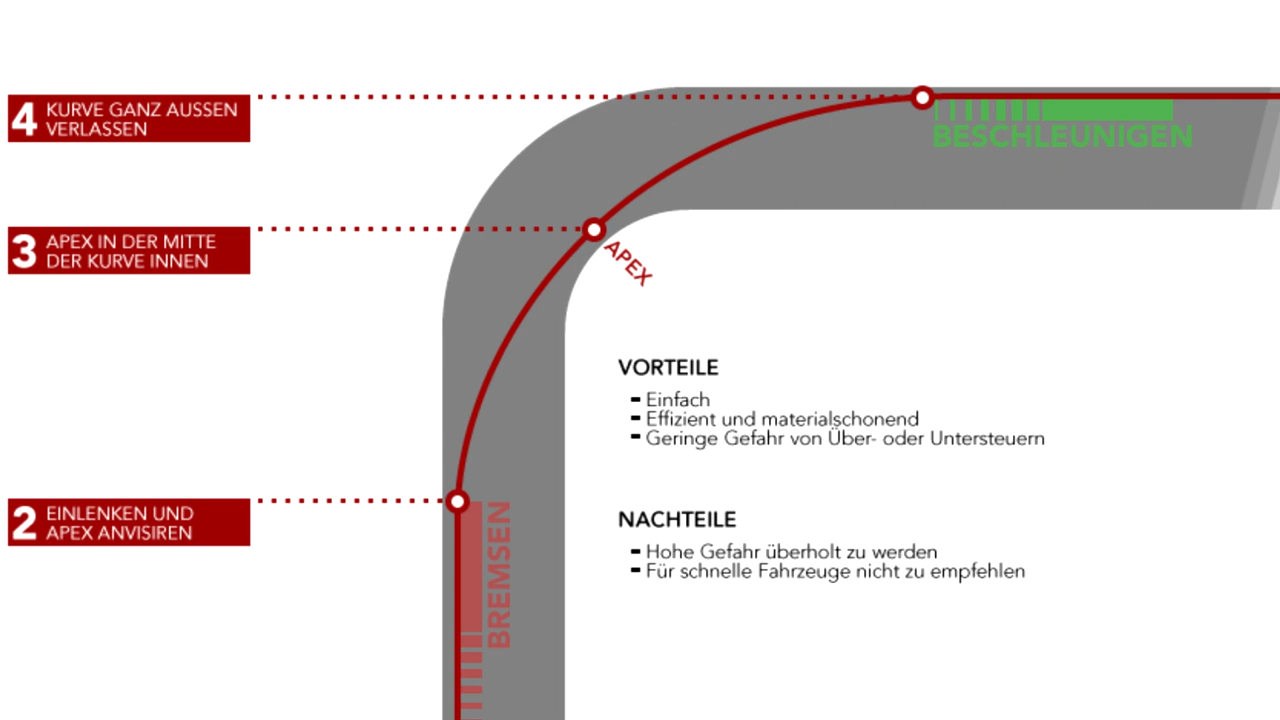 4 KURVE GANZ AUSSEN
VERLASSEN
BESCHLEUNIGEN
3 APEX IN DER MITTE
DER KURVE INNEN
APEX
VORTEILE
- Einfach
- Effizient und materialschonend
- Geringe Gefahr von Über- oder Untersteuern
2 EINLENKEN UND
APEX ANVISIREN
BREMSEN
NACHTEILE
- Hohe Gefahr überholt zu werden
- Für schnelle Fahrzeuge nicht zu empfehlen